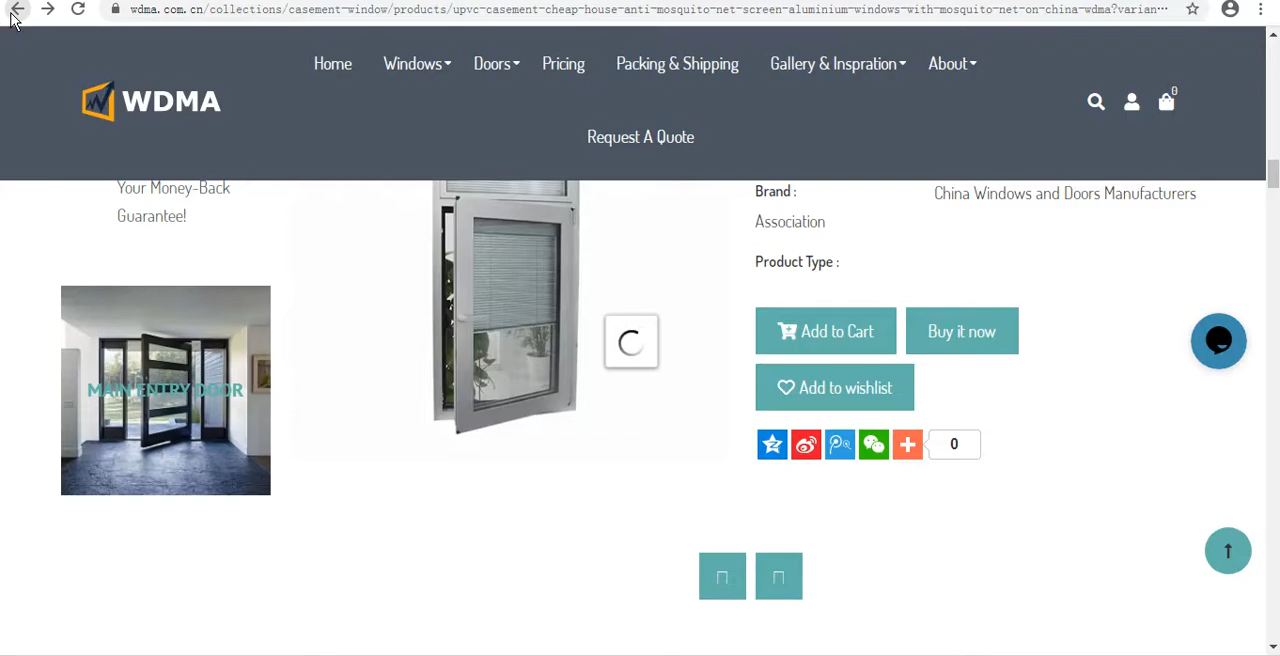 wdma.com.cn/collections/casement-window/products/upvc-casement-cheap-house-anti-mosquito-net-screen-aluminium-windows-with-mosquito-net-on-china-wdma?varian…
Home Windows Doors Pricing Packing & Shipping Gallery & Inspration About
WDMA
0
Request A Quote
Your Money-Back
Guarantee!
Brand : China Windows and Doors Manufacturers
Association
Product Type :
MAIN ENTRY DOOR
Add to Cart Buy it now
Add to wishlist
0